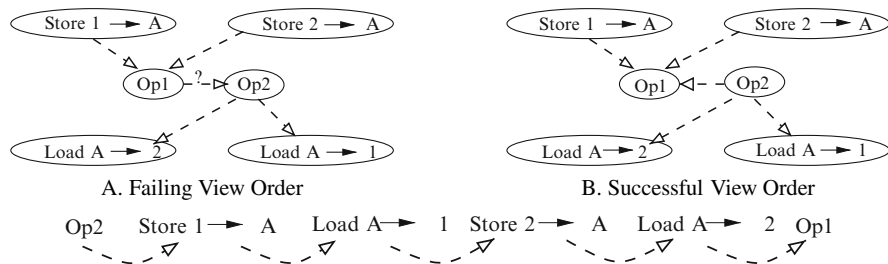 Store 1 A Store 2 A Store 1 A Store 2 A
? Op1 Op2 Op1 Op2
Load A 2 Load A 1 Load A 2 Load A 1
A. Failing View Order B. Successful View Order
Op2 Store 1 A Load A 1 Store 2 A Load A 2 Op1